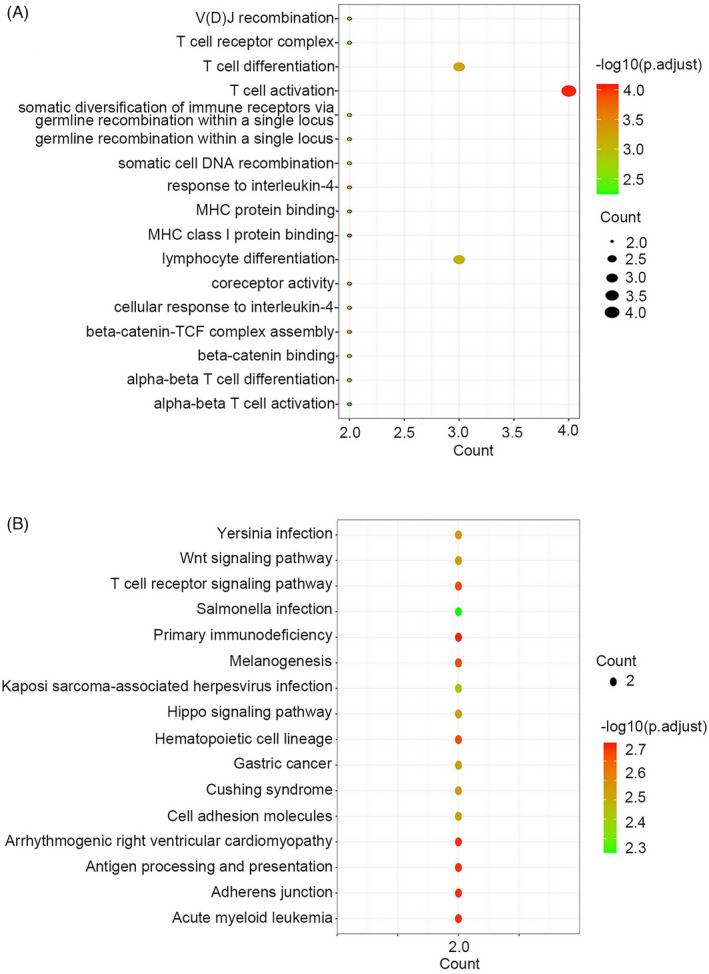 (A)
V(D)J recombination
T cell receptor complex
T cell differentiation
T cell activation
somatic diversification of immune receptors via
germline recombination within a single locus
germline recombination within a single locus
somatic cell DNA recombination
response to interleukin-4
MHC protein binding
MHC class I protein binding
lymphocyte differentiation
coreceptor activity
cellular response to interleukin-4
beta-catenin-TCF complex assembly
beta-catenin binding
alpha-beta T cell differentiation
alpha-beta T cell activation
2.0 2.5 3.0 3.5 4.0
Count
-log10(p.adjust)
4.0
3.5
3.0
2.5
Count
2.0
2.5
3.0
3.5
4.0
(B)
Yersinia infection
Wnt signaling pathway
T cell receptor signaling pathway
Salmonella infection
Primary immunodeficiency
Melanogenesis
Kaposi sarcoma-associated herpesvirus infection
Hippo signaling pathway
Hematopoietic cell lineage
Gastric cancer
Cushing syndrome
Cell adhesion molecules
Arrhythmogenic right ventricular cardiomyopathy
Antigen processing and presentation
Adherens junction
Acute myeloid leukemia
2.0
Count
Count
2
-log10(p.adjust)
2.7
2.6
2.5
2.4
2.3